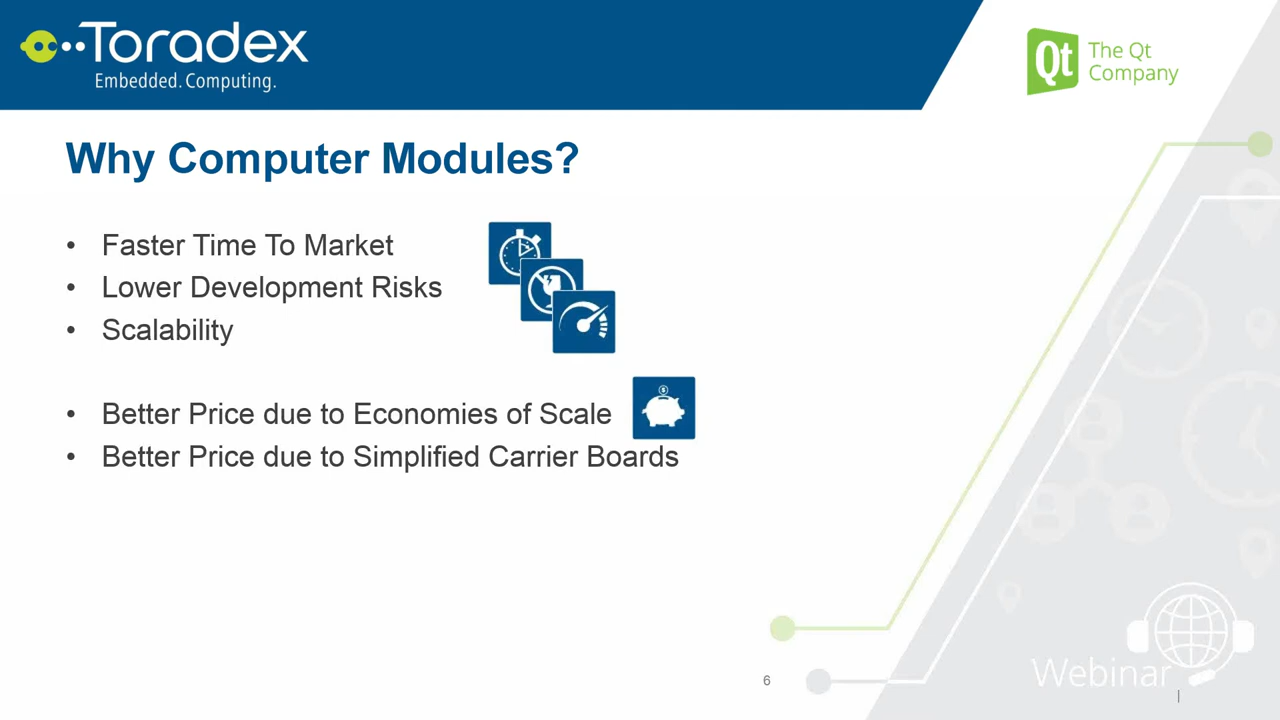 Toradex
Embedded. Computing.
Qt The Qt
Company
Why Computer Modules?
• Faster Time To Market
• Lower Development Risks
• Scalability
$
• Better Price due to Economies of Scale
• Better Price due to Simplified Carrier Boards
Webinar
6
|